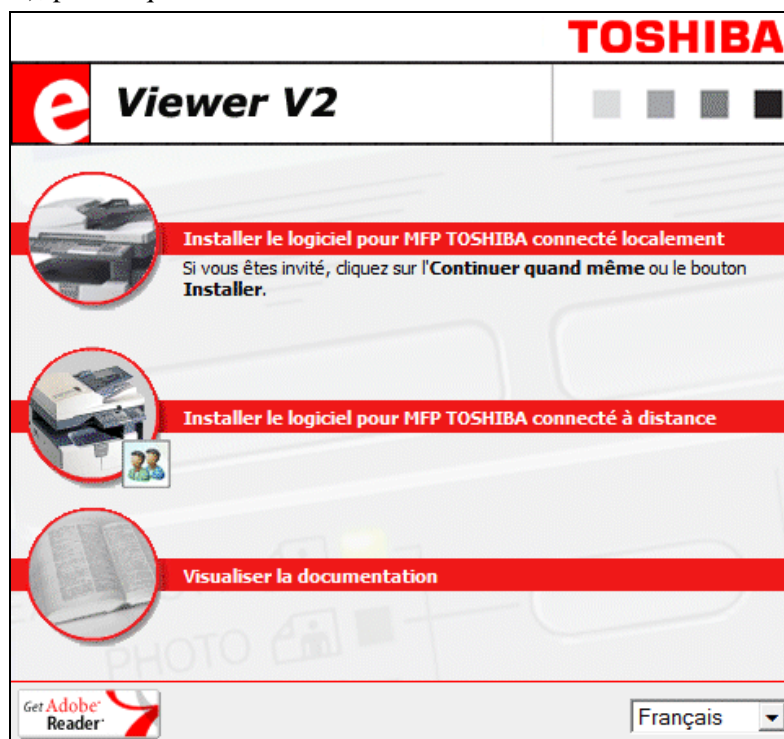 TOSHIBA
e Viewer V2
Installer le logiciel pour MFP TOSHIBA connecté localement
Si vous êtes invité, cliquez sur l'Continuer quand même ou le bouton
Installer.
Installer le logiciel pour MFP TOSHIBA connecté à distance
Visualiser la documentation
PHOTO
Get Adobe®
Reader®
Français